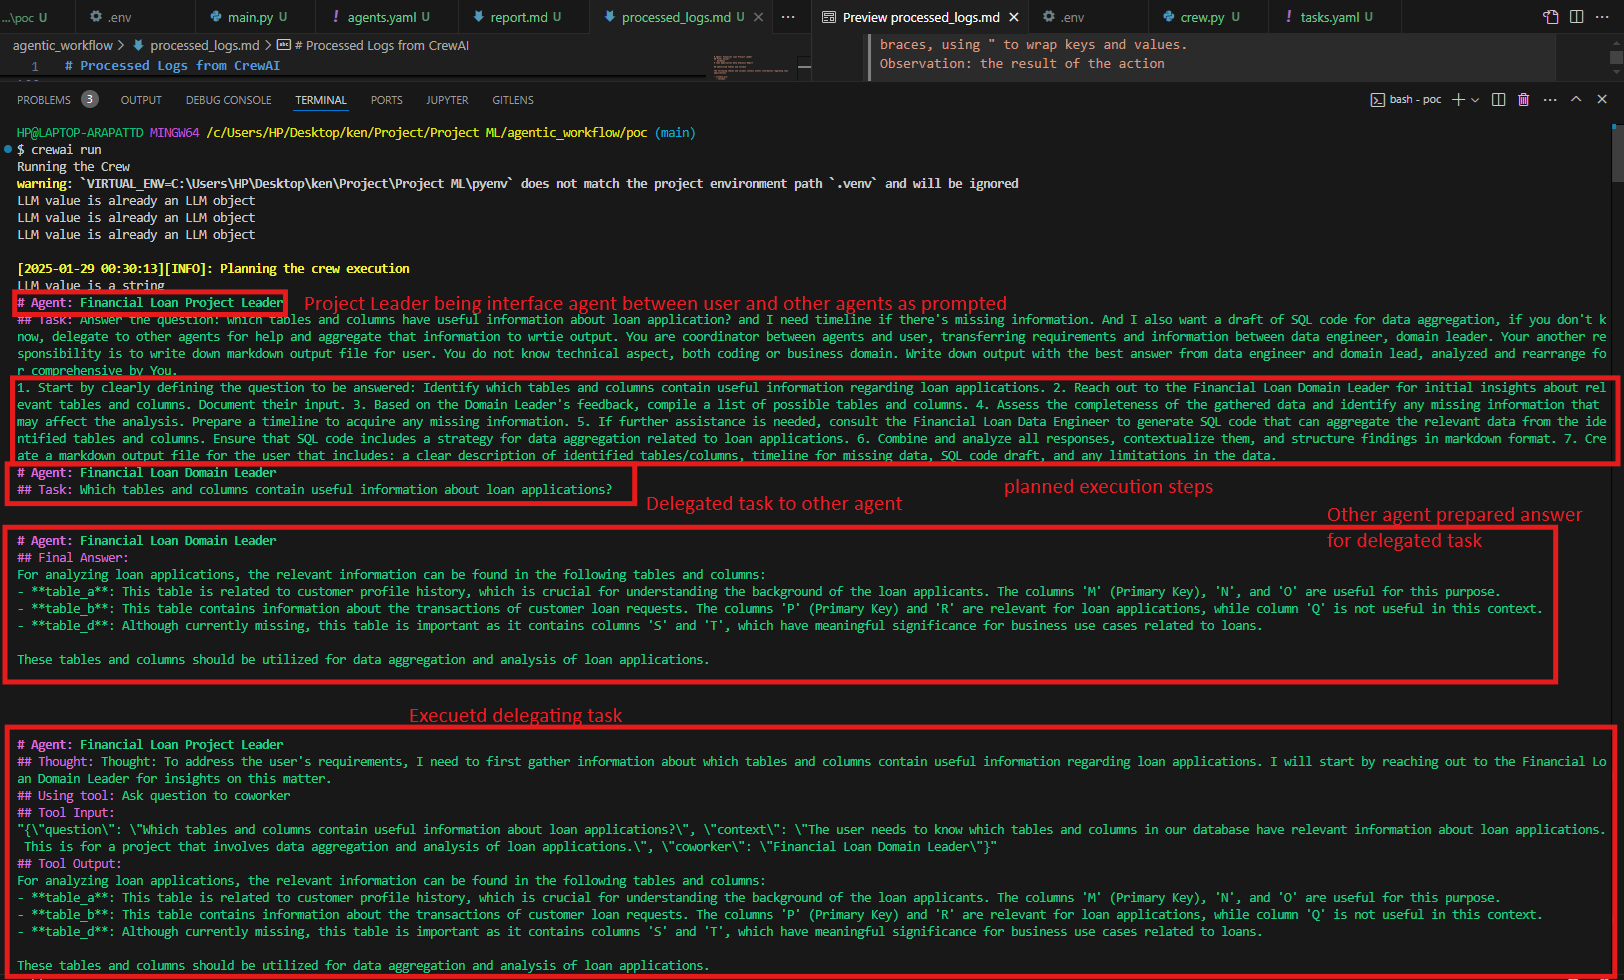 ...\poc U
.env
main.py U
agents.yaml U
report.md U
processed_logs.md U
Preview processed_logs.md
.env
crew.py U
tasks.yaml U
agentic_workflow > processed_logs.md > # Processed Logs from CrewAI
1 # Processed Logs from CrewAI
braces, using " to wrap keys and values.
Observation: the result of the action
PROBLEMS 3 OUTPUT DEBUG CONSOLE TERMINAL PORTS JUPYTER GITLENS
bash - poc
HP@LAPTOP-ARAPATTD MINGW64 /c/Users/HP/Desktop/ken/Project/Project ML/agentic_workflow/poc (main)
$ crewai run
Running the Crew
warning: `VIRTUAL_ENV=C:\Users\HP\Desktop\ken\Project\Project ML\pyenv` does not match the project environment path `.venv` and will be ignored
LLM value is already an LLM object
LLM value is already an LLM object
LLM value is already an LLM object
[2025-01-29 00:30:13][INFO]: Planning the crew execution
LLM value is a string
# Agent: Financial Loan Project Leader
Project Leader being interface agent between user and other agents as prompted
## Task: Answer the question: which tables and columns have useful information about loan application? and I need timeline if there's missing information. And I also want a draft of SQL code for data aggregation, if you don't k
now, delegate to other agents for help and aggregate that information to wrtie output. You are coordinator between agents and user, transferring requirements and information between data engineer, domain leader. Your another re
sponsibility is to write down markdown output file for user. You do not know technical aspect, both coding or business domain. Write down output with the best answer from data engineer and domain lead, analyzed and rearrange fo
r comprehensive by You.
1. Start by clearly defining the question to be answered: Identify which tables and columns contain useful information regarding loan applications. 2. Reach out to the Financial Loan Domain Leader for initial insights about rel
evant tables and columns. Document their input. 3. Based on the Domain Leader's feedback, compile a list of possible tables and columns. 4. Assess the completeness of the gathered data and identify any missing information that
may affect the analysis. Prepare a timeline to acquire any missing information. 5. If further assistance is needed, consult the Financial Loan Data Engineer to generate SQL code that can aggregate the relevant data from the ide
ntified tables and columns. Ensure that SQL code includes a strategy for data aggregation related to loan applications. 6. Combine and analyze all responses, contextualize them, and structure findings in markdown format. 7. Cre
ate a markdown output file for the user that includes: a clear description of identified tables/columns, timeline for missing data, SQL code draft, and any limitations in the data.
# Agent: Financial Loan Domain Leader
## Task: Which tables and columns contain useful information about loan applications?
planned execution steps
Delegated task to other agent
Other agent prepared answer
for delegated task
# Agent: Financial Loan Domain Leader
## Final Answer:
For analyzing loan applications, the relevant information can be found in the following tables and columns:
- **table_a**: This table is related to customer profile history, which is crucial for understanding the background of the loan applicants. The columns 'M' (Primary Key), 'N', and 'O' are useful for this purpose.
- **table_b**: This table contains information about the transactions of customer loan requests. The columns 'P' (Primary Key) and 'R' are relevant for loan applications, while column 'Q' is not useful in this context.
- **table_d**: Although currently missing, this table is important as it contains columns 'S' and 'T', which have meaningful significance for business use cases related to loans.
These tables and columns should be utilized for data aggregation and analysis of loan applications.
Execuetd delegating task
# Agent: Financial Loan Project Leader
## Thought: Thought: To address the user's requirements, I need to first gather information about which tables and columns contain useful information regarding loan applications. I will start by reaching out to the Financial Lo
an Domain Leader for insights on this matter.
## Using tool: Ask question to coworker
## Tool Input:
"{\"question\": \"Which tables and columns contain useful information about loan applications?\", \"context\": \"The user needs to know which tables and columns in our database have relevant information about loan applications.
This is for a project that involves data aggregation and analysis of loan applications.\", \"coworker\": \"Financial Loan Domain Leader\"}"
## Tool Output:
For analyzing loan applications, the relevant information can be found in the following tables and columns:
- **table_a**: This table is related to customer profile history, which is crucial for understanding the background of the loan applicants. The columns 'M' (Primary Key), 'N', and 'O' are useful for this purpose.
- **table_b**: This table contains information about the transactions of customer loan requests. The columns 'P' (Primary Key) and 'R' are relevant for loan applications, while column 'Q' is not useful in this context.
- **table_d**: Although currently missing, this table is important as it contains columns 'S' and 'T', which have meaningful significance for business use cases related to loans.
These tables and columns should be utilized for data aggregation and analysis of loan applications.